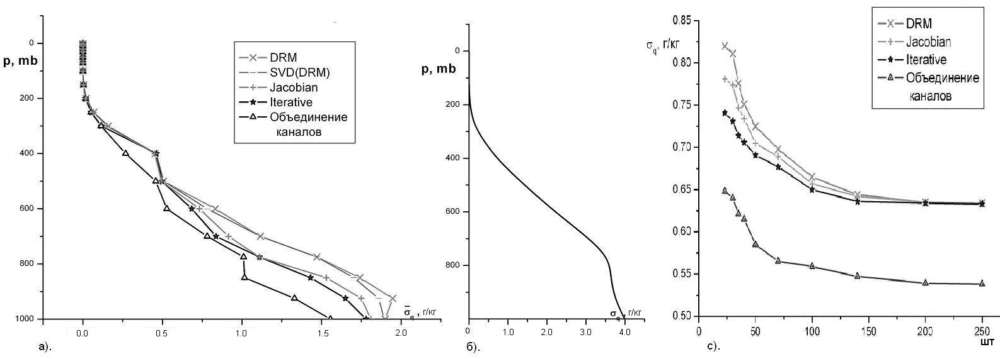 0
200
400
600
800
1000
p, mb
0.0
0.5
1.0
1.5
2.0
σ̅q , г/кг
DRM
SVD(DRM)
Jacobian
Iterative
Объединение
каналов
а).
0
200
400
600
800
p, mb
0
1.0
2.0
3.0
4.0
σq г/кг
б).
0.85
0.80
0.75
0.70
0.65
0.60
0.55
0.50
σq, г/кг
0
50
100
150
200
250
шт
DRM
Jacobian
Iterative
Объединение
каналов
с).